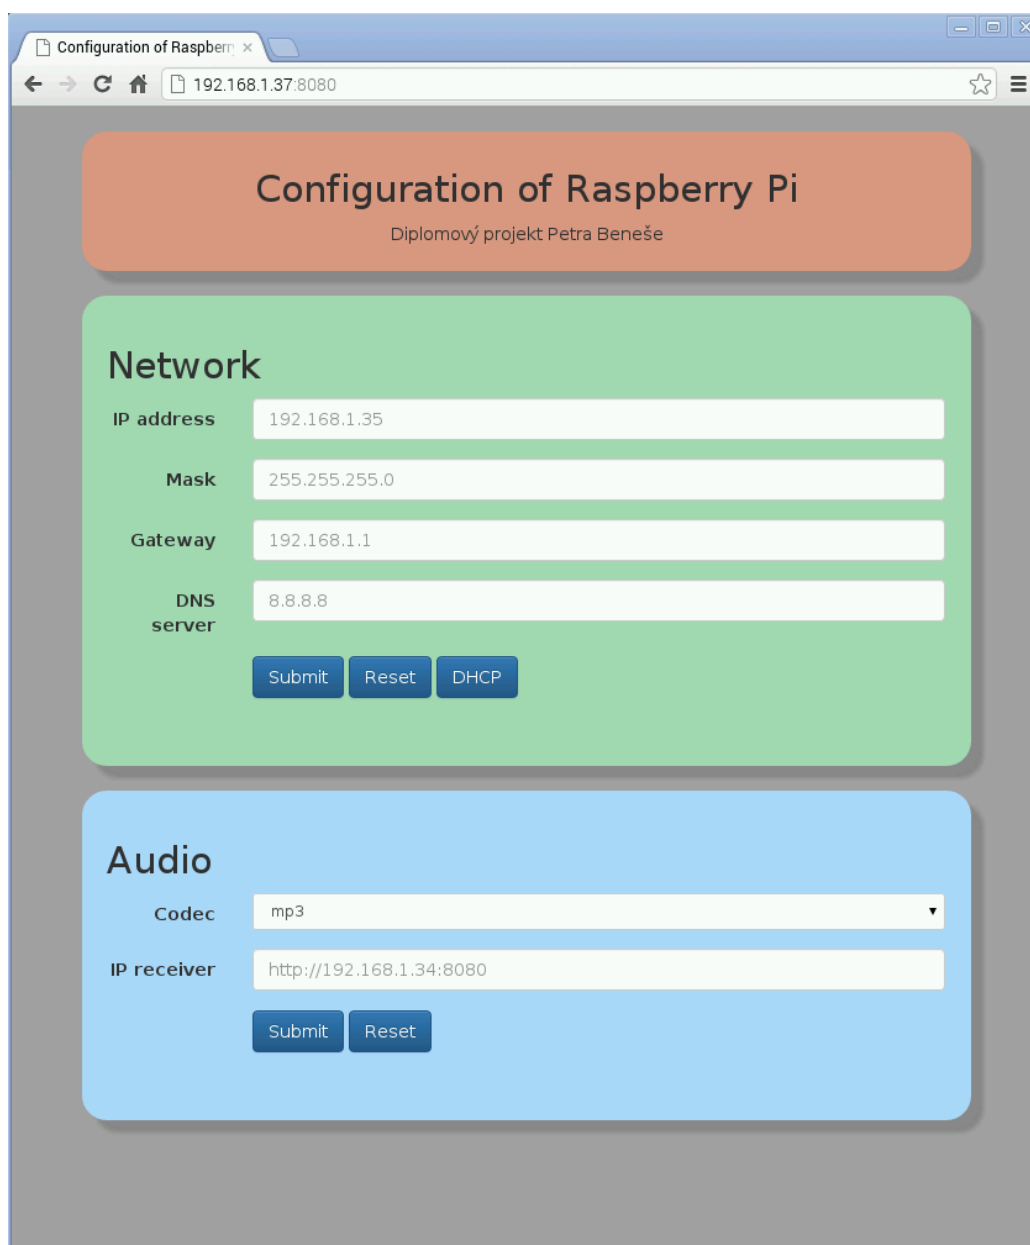 Configuration of Raspberr
192.168.1.37:8080
Configuration of Raspberry Pi
Diplomový projekt Petra Beneše
Network
IP address
192.168.1.35
Mask
255.255.255.0
Gateway
192.168.1.1
DNS
server
8.8.8.8
Submit Reset DHCP
Audio
Codec
mp3
IP receiver
http://192.168.1.34:8080
Submit Reset